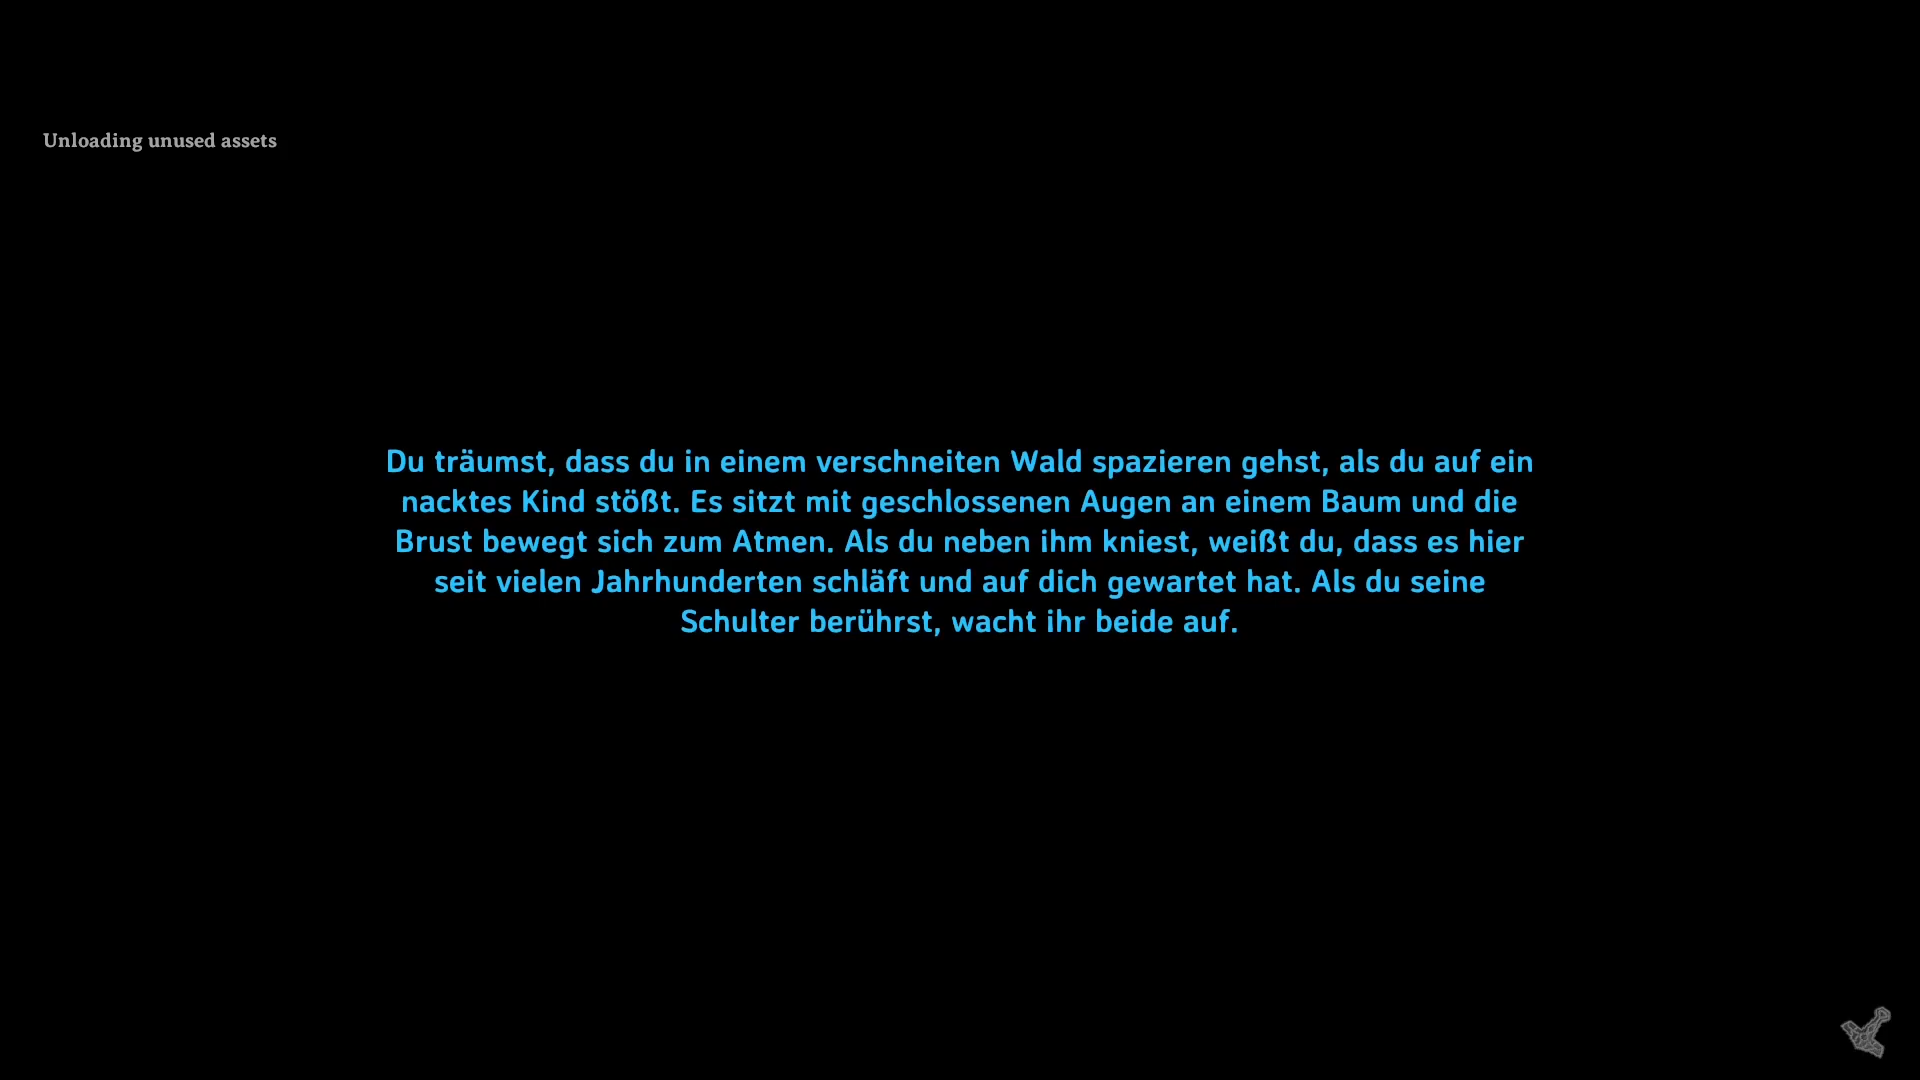 Unloading unused assets
Du träumst, dass du in einem verschneiten Wald spazieren gehst, als du auf ein
nacktes Kind stößt. Es sitzt mit geschlossenen Augen an einem Baum und die
Brust bewegt sich zum Atmen. Als du neben ihm kniest, weißt du, dass es hier
seit vielen Jahrhunderten schläft und auf dich gewartet hat. Als du seine
Schulter berührst, wacht ihr beide auf.